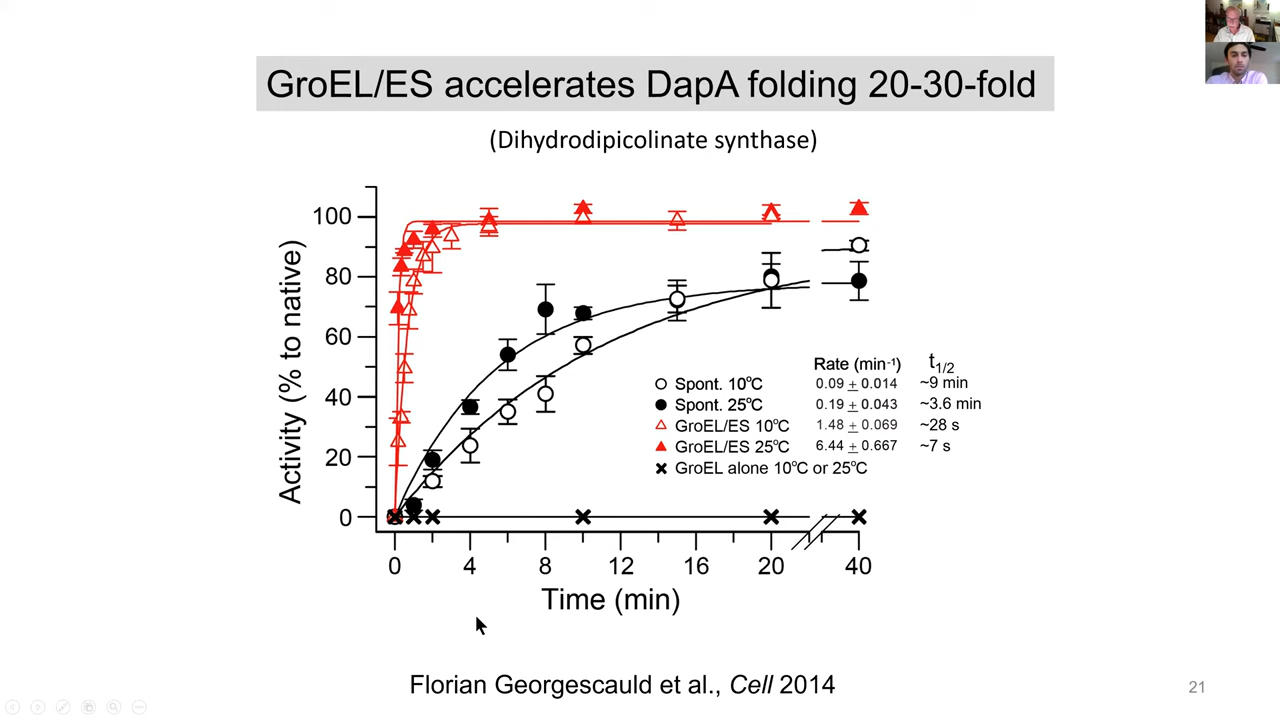 GroEL/ES accelerates DapA folding 20-30-fold
(Dihydrodipicolinate synthase)
Activity (% to native)
100
80
60
40
20
0
Rate (min-1) t1/2
Spont. 10ºC 0.09 ± 0.014 ~9 min
Spont. 25ºC 0.19 ± 0.043 ~3.6 min
GroEL/ES 10ºC 1.48 ± 0.069 ~28 s
GroEL/ES 25ºC 6.44 ± 0.667 ~7 s
GroEL alone 10ºC or 25ºC
0 4 8 12 16 20 40
Time (min)
Florian Georgescauld et al., Cell 2014
21